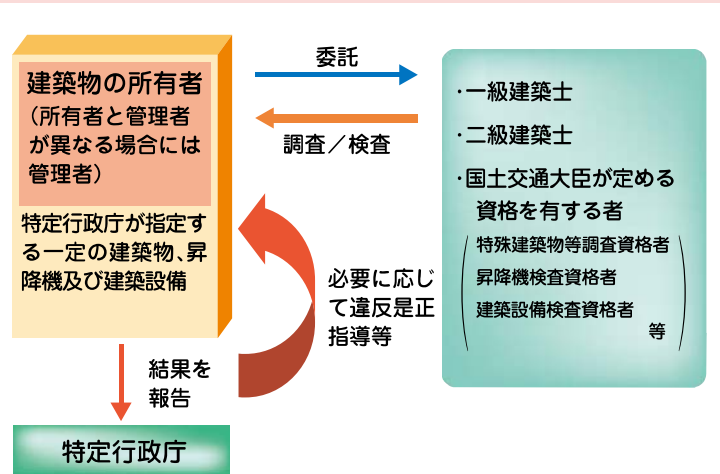 建築物の所有者
（所有者と管理者
が異なる場合には
管理者）
特定行政庁が指定す
る一定の建築物、昇
降機及び建築設備
委託
調査／検査
・一級建築士
・二級建築士
・国土交通大臣が定める
資格を有する者
（特殊建築物等調査資格者
昇降機検査資格者
建築設備検査資格者
等）
必要に応じ
て違反是正
指導等
結果を
報告
特定行政庁